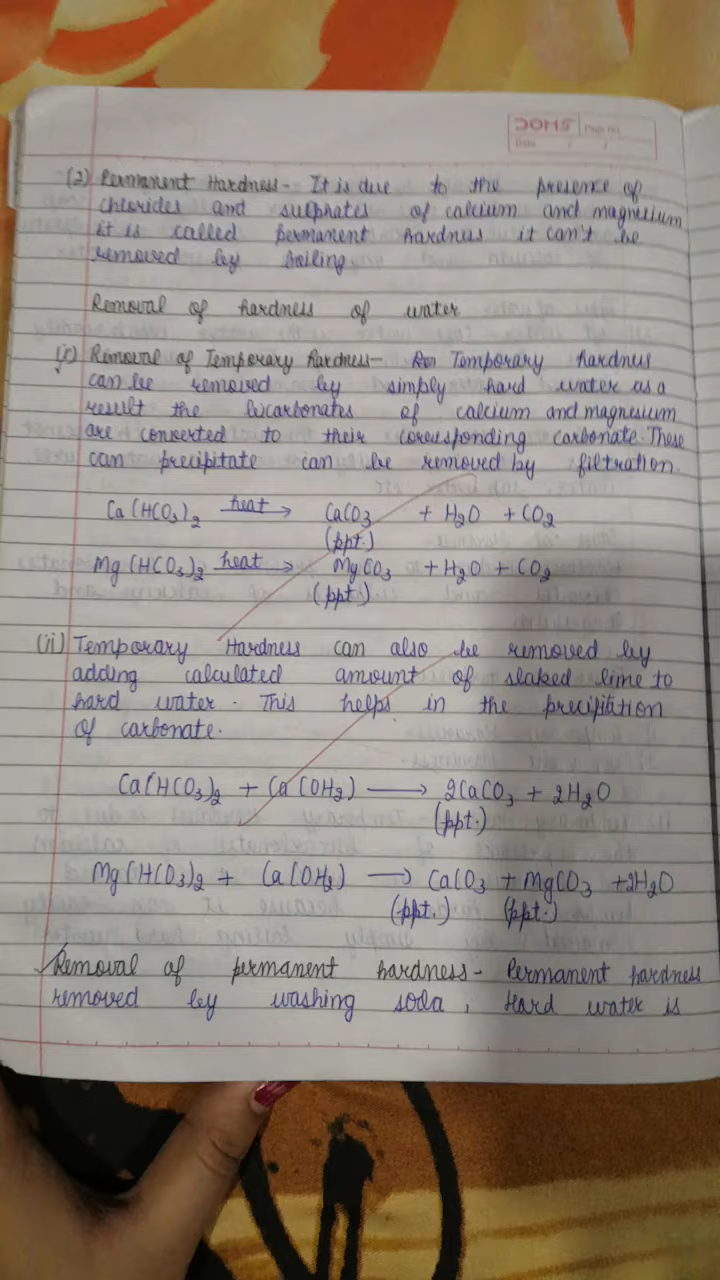 DOMS
Page No.
Date / /
(2) Permanent Hardness- It is due to the presence of
chlorides and sulphates of calcium and magnesium
it is called permanent hardness it can't be
removed by boiling
Removal of hardness of water
(i) Removal of Temporary hardness- Temporary hardness
can be removed by simply hard water as a
result the bicarbonates of calcium and magnesium
are converted to their corresponding carbonate. These
can precipitate can be removed by filtration.
Ca(HCO3)2 heat → CaCO3 + H2O + CO2
(ppt.)
Mg(HCO3)2 heat → MgCO3 + H2O + CO2
(ppt.)
(ii) Temporary Hardness can also be removed by
adding calculated amount of slaked lime to
hard water. This helps in the precipitation
of carbonate.
Ca(HCO3)2 + Ca(OH2) → 2CaCO3 + 2H2O
(ppt.)
Mg(HCO3)2 + Ca(OH2) → CaCO3 + MgCO3 + 2H2O
(ppt.) (ppt.)
Removal of permanent hardness- Permanent hardness
removed by washing soda, Hard water is